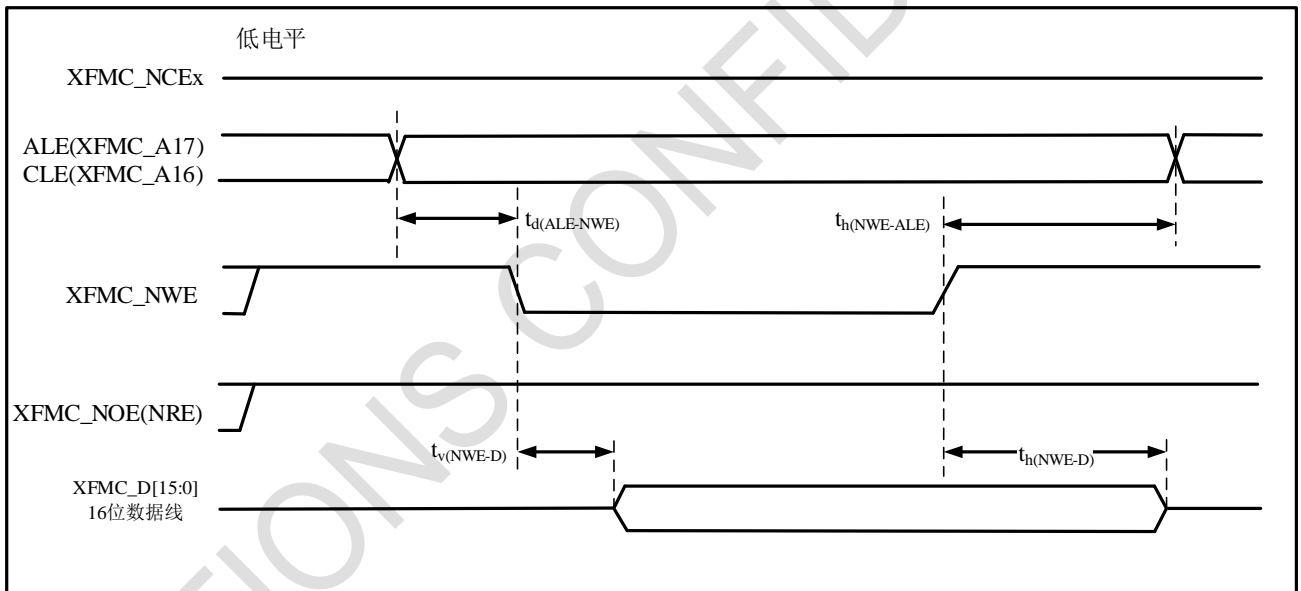 低电平
XFMC_NCEx
ALE(XFMC_A17)
CLE(XFMC_A16)
td(ALE-NWE)
th(NWE-ALE)
XFMC_NWE
XFMC_NOE(NRE)
tv(NWE-D)
th(NWE-D)
XFMC_D[15:0]
16位数据线